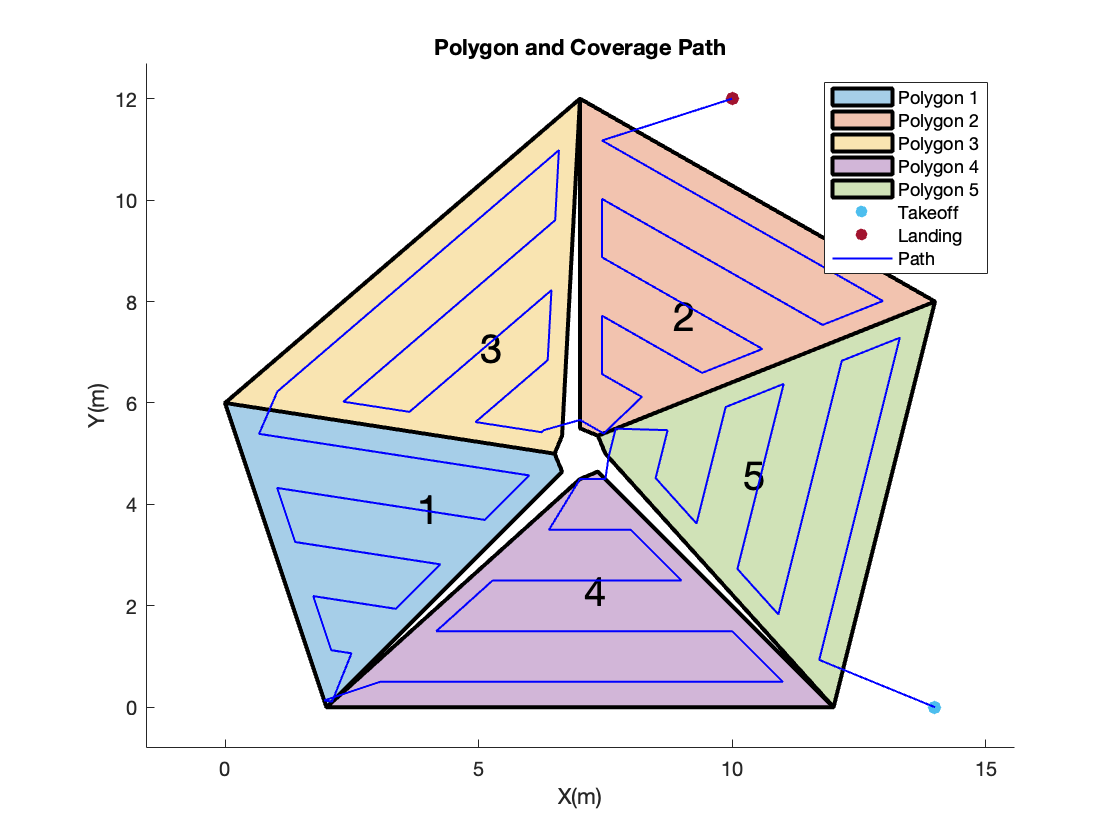 Polygon and Coverage Path
Polygon 1
Polygon 2
Polygon 3
Polygon 4
Polygon 5
Takeoff
Landing
Path
12
10
8
6
4
2
0
Y(m)
2
3
5
1
4
0
5
10
15
X(m)